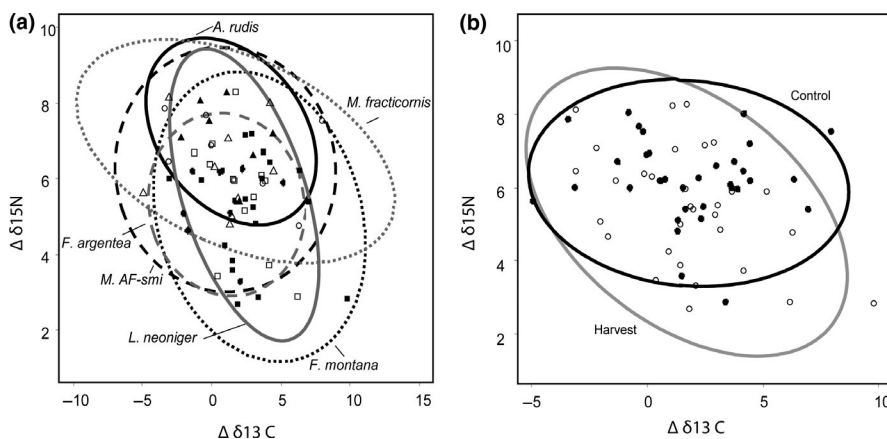 (a)
A. rudis
M. fracticornis
F. argentea
M. AF-smi
L. neoniger
F. montana
Δ δ15N
10
8
6
4
2
−10
−5
0
5
10
15
Δ δ13 C
(b)
Control
Harvest
Δ δ15N
10
8
6
4
2
−5
0
5
10
Δ δ13 C